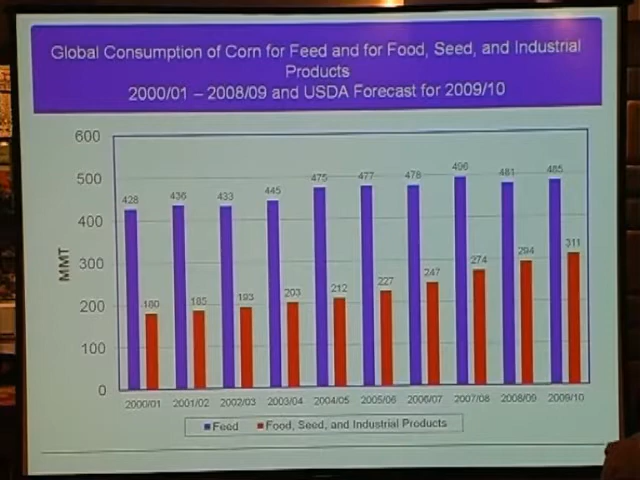 Global Consumption of Corn for Feed and for Food, Seed, and Industrial
Products
2000/01 – 2008/09 and USDA Forecast for 2009/10
600
500
400
300
200
100
0
MMT
428 436 433 445 475 477 478 496 481 485
180 185 193 203 212 227 247 274 294 311
2000/01 2001/02 2002/03 2003/04 2004/05 2005/06 2006/07 2007/08 2008/09 2009/10
Feed Food, Seed, and Industrial Products